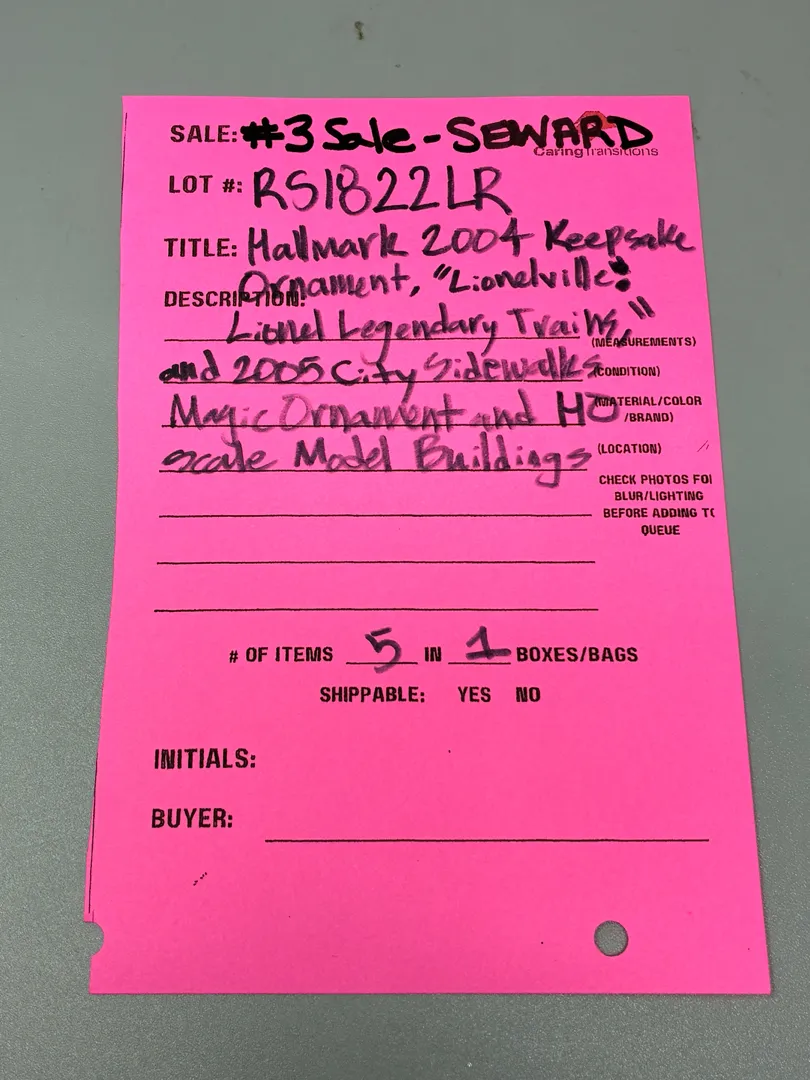 SALE: #3 Sale - SEWARD
CaringTransitions
LOT #: RS1822LR
TITLE: Hallmark 2004 Keepsake
Ornament, "Lionelville:
DESCRIPTION:
Lionel Legendary Trains,"
(MEASUREMENTS)
and 2005 City Sidewalks
(CONDITION)
Magic Ornament and HO
(MATERIAL/COLOR
/BRAND)
scale Model Buildings
(LOCATION)
CHECK PHOTOS FOR
BLUR/LIGHTING
BEFORE ADDING TO
QUEUE
# OF ITEMS 5 IN 1 BOXES/BAGS
SHIPPABLE: YES NO
INITIALS:
BUYER: